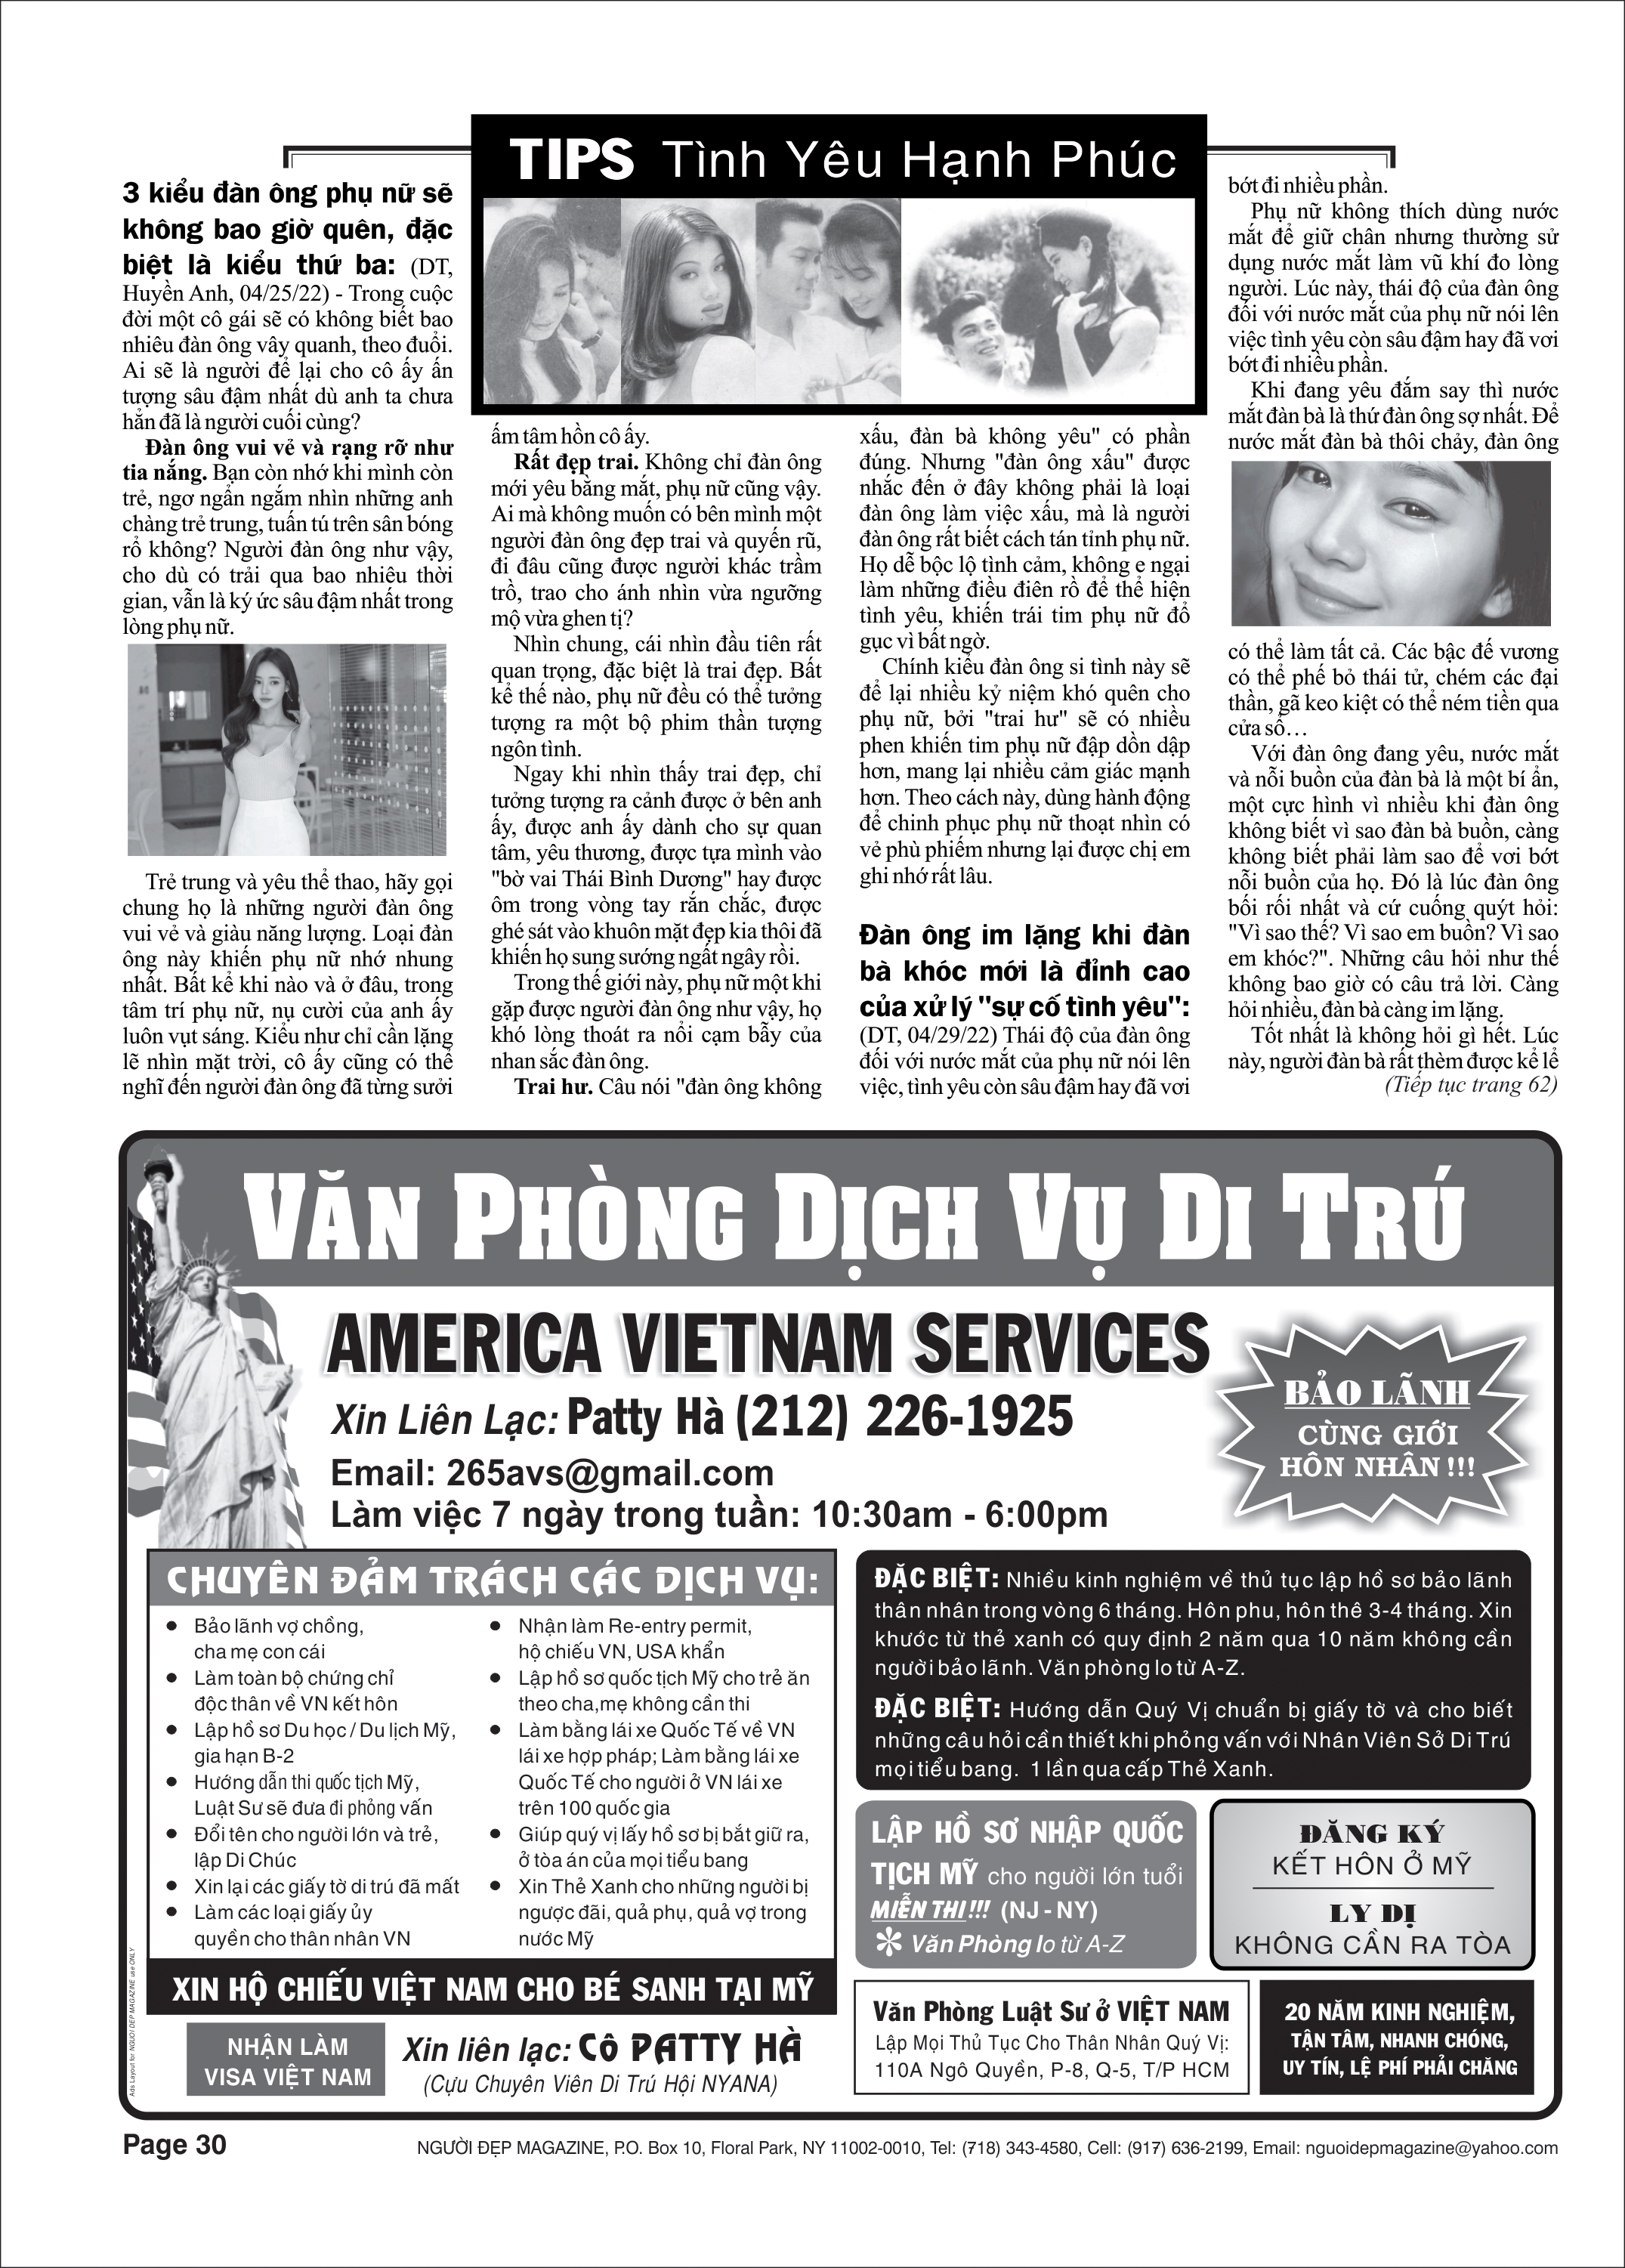 TIPS Tình Yêu Hạnh Phúc
3 kiểu đàn ông phụ nữ sẽ
không bao giờ quên, đặc
biệt là kiểu thứ ba: (DT,
Huyền Anh, 04/25/22) - Trong cuộc
đời một cô gái sẽ có không biết bao
nhiêu đàn ông vây quanh, theo đuổi.
Ai sẽ là người để lại cho cô ấy ấn
tượng sâu đậm nhất dù anh ta chưa
hẳn đã là người cuối cùng?
Đàn ông vui vẻ và rạng rỡ như
tia nắng. Bạn còn nhớ khi mình còn
trẻ, ngơ ngẩn ngắm nhìn những anh
chàng trẻ trung, tuấn tú trên sân bóng
rổ không? Người đàn ông như vậy,
cho dù có trải qua bao nhiêu thời
gian, vẫn là ký ức sâu đậm nhất trong
lòng phụ nữ.
Trẻ trung và yêu thể thao, hãy gọi
chung họ là những người đàn ông
vui vẻ và giàu năng lượng. Loại đàn
ông này khiến phụ nữ nhớ nhung
nhất. Bất kể khi nào và ở đâu, trong
tâm trí phụ nữ, nụ cười của anh ấy
luôn vụt sáng. Kiểu như chỉ cần lặng
lẽ nhìn mặt trời, cô ấy cũng có thể
nghĩ đến người đàn ông đã từng sưởi
ấm tâm hồn cô ấy.
Rất đẹp trai. Không chỉ đàn ông
mới yêu bằng mắt, phụ nữ cũng vậy.
Ai mà không muốn có bên mình một
người đàn ông đẹp trai và quyến rũ,
đi đâu cũng được người khác trầm
trồ, trao cho ánh nhìn vừa ngưỡng
mộ vừa ghen tị?
Nhìn chung, cái nhìn đầu tiên rất
quan trọng, đặc biệt là trai đẹp. Bất
kể thế nào, phụ nữ đều có thể tưởng
tượng ra một bộ phim thần tượng
ngôn tình.
Ngay khi nhìn thấy trai đẹp, chỉ
tưởng tượng ra cảnh được ở bên anh
ấy, được anh ấy dành cho sự quan
tâm, yêu thương, được tựa mình vào
"bờ vai Thái Bình Dương" hay được
ôm trong vòng tay rắn chắc, được
ghé sát vào khuôn mặt đẹp kia thôi đã
khiến họ sung sướng ngất ngây rồi.
Trong thế giới này, phụ nữ một khi
gặp được người đàn ông như vậy, họ
khó lòng thoát ra nổi cạm bẫy của
nhan sắc đàn ông.
Trai hư. Câu nói "đàn ông không
xấu, đàn bà không yêu" có phần
đúng. Nhưng "đàn ông xấu" được
nhắc đến ở đây không phải là loại
đàn ông làm việc xấu, mà là người
đàn ông rất biết cách tán tỉnh phụ nữ.
Họ dễ bộc lộ tình cảm, không e ngại
làm những điều điên rồ để thể hiện
tình yêu, khiến trái tim phụ nữ đổ
gục vì bất ngờ.
Chính kiểu đàn ông si tình này sẽ
để lại nhiều kỷ niệm khó quên cho
phụ nữ, bởi "trai hư" sẽ có nhiều
phen khiến tim phụ nữ đập dồn dập
hơn, mang lại nhiều cảm giác mạnh
hơn. Theo cách này, dùng hành động
để chinh phục phụ nữ thoạt nhìn có
vẻ phù phiếm nhưng lại được chị em
ghi nhớ rất lâu.
Đàn ông im lặng khi đàn
bà khóc mới là đỉnh cao
của xử lý "sự cố tình yêu":
(DT, 04/29/22) Thái độ của đàn ông
đối với nước mắt của phụ nữ nói lên
việc, tình yêu còn sâu đậm hay đã vơi
bớt đi nhiều phần.
Phụ nữ không thích dùng nước
mắt để giữ chân nhưng thường sử
dụng nước mắt làm vũ khí đo lòng
người. Lúc này, thái độ của đàn ông
đối với nước mắt của phụ nữ nói lên
việc tình yêu còn sâu đậm hay đã vơi
bớt đi nhiều phần.
Khi đang yêu đắm say thì nước
mắt đàn bà là thứ đàn ông sợ nhất. Để
nước mắt đàn bà thôi chảy, đàn ông
có thể làm tất cả. Các bậc đế vương
có thể phế bỏ thái tử, chém các đại
thần, gã keo kiệt có thể ném tiền qua
cửa sổ…
Với đàn ông đang yêu, nước mắt
và nỗi buồn của đàn bà là một bí ẩn,
một cực hình vì nhiều khi đàn ông
không biết vì sao đàn bà buồn, càng
không biết phải làm sao để vơi bớt
nỗi buồn của họ. Đó là lúc đàn ông
bối rối nhất và cứ cuống quýt hỏi:
"Vì sao thế? Vì sao em buồn? Vì sao
em khóc?". Những câu hỏi như thế
không bao giờ có câu trả lời. Càng
hỏi nhiều, đàn bà càng im lặng.
Tốt nhất là không hỏi gì hết. Lúc
này, người đàn bà rất thèm được kể lể
(Tiếp tục trang 62)
VĂN PHÒNG DỊCH VỤ DI TRÚ
AMERICA VIETNAM SERVICES
Xin Liên Lạc: Patty Hà (212) 226-1925
Email: 265avs@gmail.com
Làm việc 7 ngày trong tuần: 10:30am - 6:00pm
BẢO LÃNH
CÙNG GIỚI
HÔN NHÂN !!!
CHUYÊN ĐẢM TRÁCH CÁC DỊCH VỤ:
● Bảo lãnh vợ chồng,
cha mẹ con cái
● Làm toàn bộ chứng chỉ
độc thân về VN kết hôn
● Lập hồ sơ Du học / Du lịch Mỹ,
gia hạn B-2
● Hướng dẫn thi quốc tịch Mỹ,
Luật Sư sẽ đưa đi phỏng vấn
● Đổi tên cho người lớn và trẻ,
lập Di Chúc
● Xin lại các giấy tờ di trú đã mất
● Làm các loại giấy ủy
quyền cho thân nhân VN
● Nhận làm Re-entry permit,
hộ chiếu VN, USA khẩn
● Lập hồ sơ quốc tịch Mỹ cho trẻ ăn
theo cha,mẹ không cần thi
● Làm bằng lái xe Quốc Tế về VN
lái xe hợp pháp; Làm bằng lái xe
Quốc Tế cho người ở VN lái xe
trên 100 quốc gia
● Giúp quý vị lấy hồ sơ bị bắt giữ ra,
ở tòa án của mọi tiểu bang
● Xin Thẻ Xanh cho những người bị
ngược đãi, quả phụ, quả vợ trong
nước Mỹ
XIN HỘ CHIẾU VIỆT NAM CHO BÉ SANH TẠI MỸ
NHẬN LÀM
VISA VIỆT NAM
Xin liên lạc: CÔ PATTY HÀ
(Cựu Chuyên Viên Di Trú Hội NYANA)
ĐẶC BIỆT: Nhiều kinh nghiệm về thủ tục lập hồ sơ bảo lãnh
thân nhân trong vòng 6 tháng. Hôn phu, hôn thê 3-4 tháng. Xin
khước từ thẻ xanh có quy định 2 năm qua 10 năm không cần
người bảo lãnh. Văn phòng lo từ A-Z.
ĐẶC BIỆT: Hướng dẫn Quý Vị chuẩn bị giấy tờ và cho biết
những câu hỏi cần thiết khi phỏng vấn với Nhân Viên Sở Di Trú
mọi tiểu bang. 1 lần qua cấp Thẻ Xanh.
LẬP HỒ SƠ NHẬP QUỐC
TỊCH MỸ cho người lớn tuổi
MIỄN THI!!! (NJ - NY)
✻ Văn Phòng lo từ A-Z
ĐĂNG KÝ
KẾT HÔN Ở MỸ
LY DỊ
KHÔNG CẦN RA TÒA
Văn Phòng Luật Sư ở VIỆT NAM
Lập Mọi Thủ Tục Cho Thân Nhân Quý Vị:
110A Ngô Quyền, P-8, Q-5, T/P HCM
20 NĂM KINH NGHIỆM,
TẬN TÂM, NHANH CHÓNG,
UY TÍN, LỆ PHÍ PHẢI CHĂNG
Ads Layout for NGUOI DEP MAGAZINE use ONLY
Page 30
NGƯỜI ĐẸP MAGAZINE, P.O. Box 10, Floral Park, NY 11002-0010, Tel: (718) 343-4580, Cell: (917) 636-2199, Email: nguoidepmagazine@yahoo.com